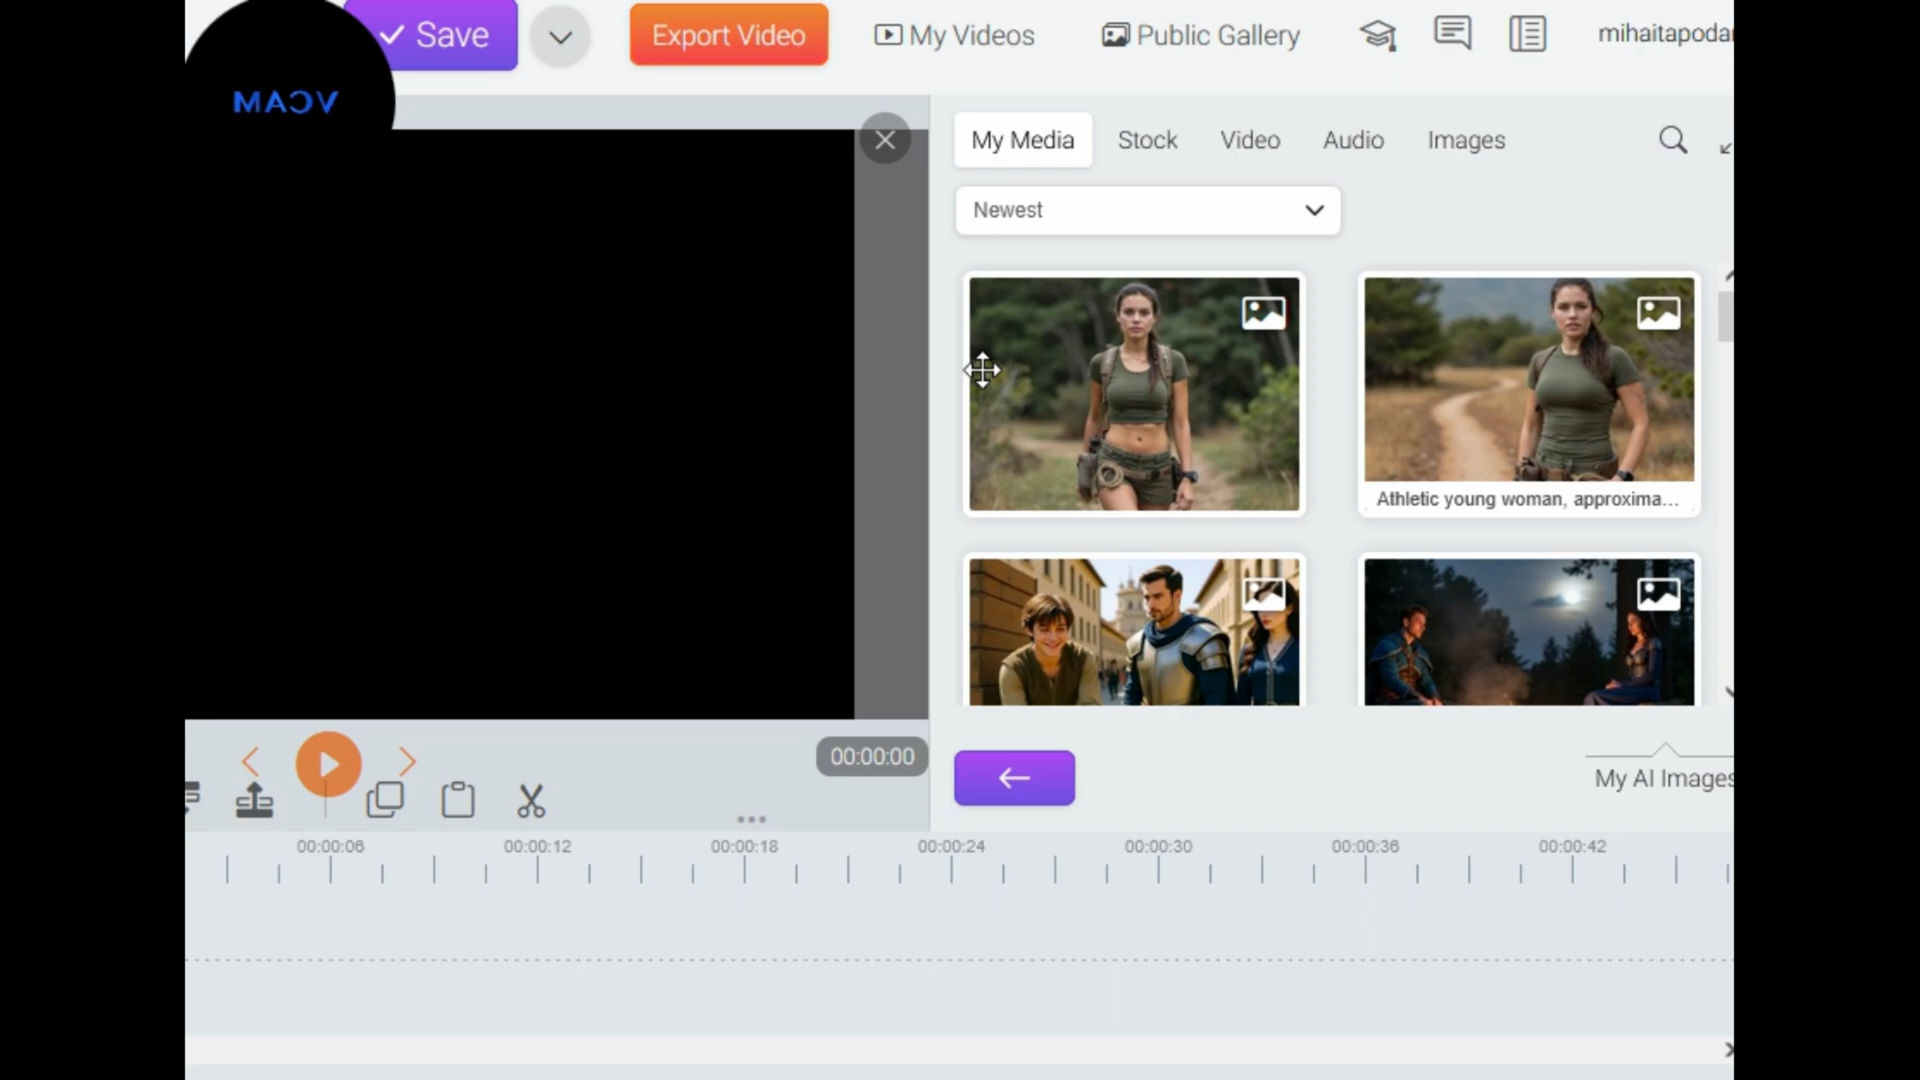 Save
Export Video
My Videos
Public Gallery
mihaitapodar
VCAM
My Media
Stock
Video
Audio
Images
Newest
Athletic young woman, approxima...
00:00:00
My AI Images
00:00:06
00:00:12
00:00:18
00:00:24
00:00:30
00:00:36
00:00:42